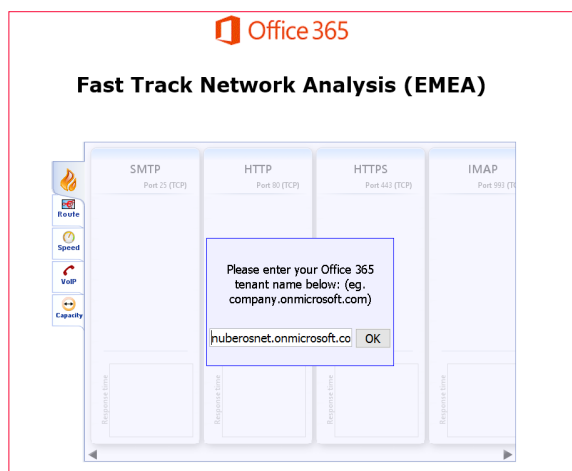 Office 365
Fast Track Network Analysis (EMEA)
SMTP
Port 25 (TCP)
HTTP
Port 80 (TCP)
HTTPS
Port 443 (TCP)
IMAP
Port 993
Route
Speed
VoIP
Capacity
Please enter your Office 365
tenant name
below: (eg.
company.onmicrosoft.com)
nuberosnet.onmicrosoft.co
OK
Response time
Response time
Response time
Response time